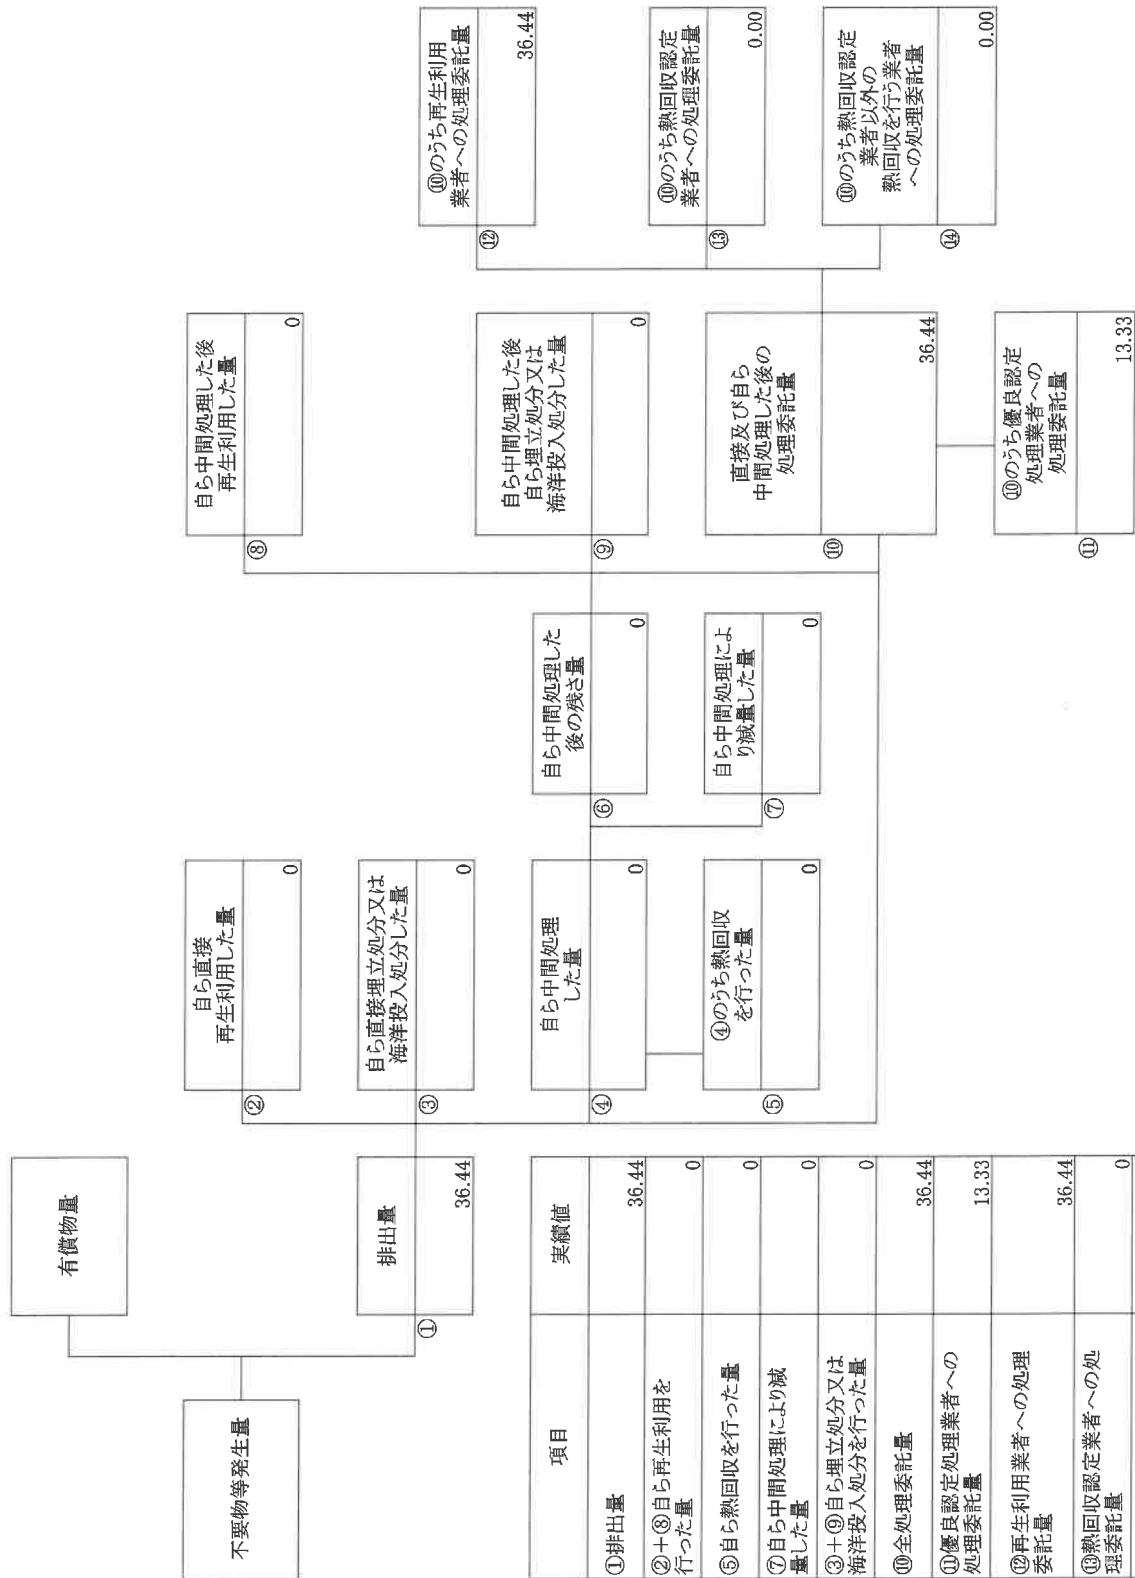 不要物等発生量
有償物量
①
排出量
36.44
②
自ら直接
再生利用した量
0
③
自ら直接埋立処分又は
海洋投入処分した量
0
④
自ら中間処理
した量
0
⑤
④のうち熱回収
を行った量
0
⑥
自ら中間処理した
後の残さ量
0
⑦
自ら中間処理によ
り減量した量
0
⑧
自ら中間処理した後
再生利用した量
0
⑨
自ら中間処理した後
自ら埋立処分又は
海洋投入処分した量
0
⑩
直接及び自ら
中間処理した後の
処理委託量
36.44
⑪
⑩のうち優良認定
処理業者への
処理委託量
13.33
⑫
⑩のうち再生利用
業者への処理委託量
36.44
⑬
⑩のうち熱回収認定
業者への処理委託量
0.00
⑭
⑩のうち熱回収認定
業者以外の
熱回収を行う業者
への処理委託量
0.00
項目
実績値
①排出量
36.44
②+⑧自ら再生利用を
行った量
0
⑤自ら熱回収を行った量
0
⑦自ら中間処理により減
量した量
0
③+⑨自ら埋立処分又は
海洋投入処分を行った量
0
⑩全処理委託量
36.44
⑪優良認定処理業者への
処理委託量
13.33
⑫再生利用業者への処理
委託量
36.44
⑬熱回収認定業者への処
理委託量
0